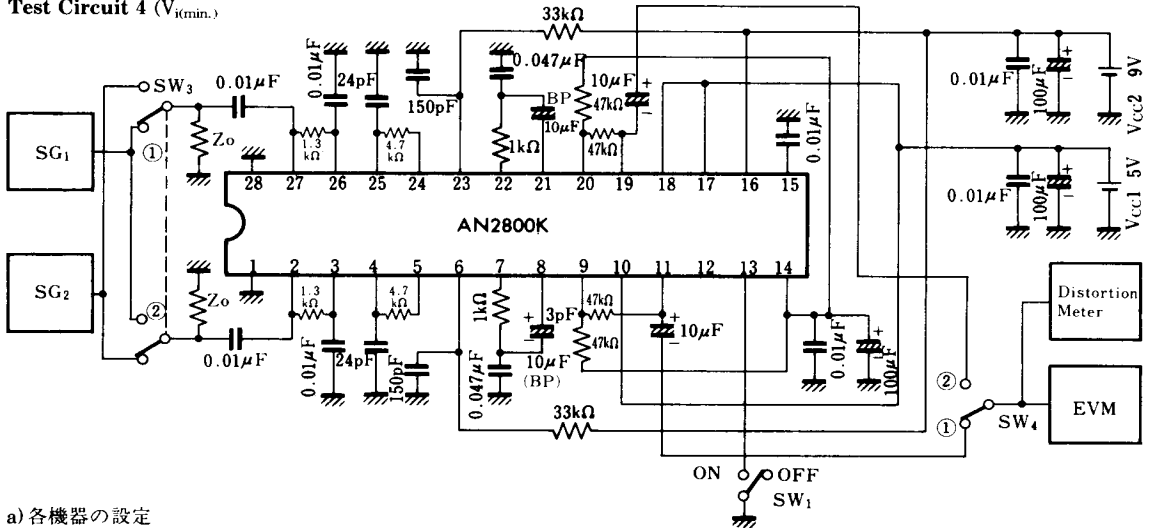 Test Circuit 4 (Vi(min.)
33kΩ
SW3
0.01μF
0.01μF
24pF
150pF
0.047μF
BP
10μF
10μF
47kΩ
47kΩ
0.01μF
0.01μF
100μF
+
-
Vcc2 9V
SG1
①
Zo
1.3 kΩ
4.7 kΩ
1kΩ
28 27 26 25 24 23 22 21 20 19 18 17 16 15
0.01μF
100μF
+
-
Vcc1 5V
AN2800K
1 2 3 4 5 6 7 8 9 10 11 12 13 14
SG2
②
Zo
0.01μF
1.3 kΩ
0.01μF
24pF
4.7 kΩ
150pF
1kΩ
0.047μF
3pF
+
-
10μF
(BP)
47kΩ
47kΩ
+
-
10μF
0.01μF
100μF
+
-
33kΩ
Distortion
Meter
②
①
SW4
EVM
ON OFF
SW1
a) 各機器の設定